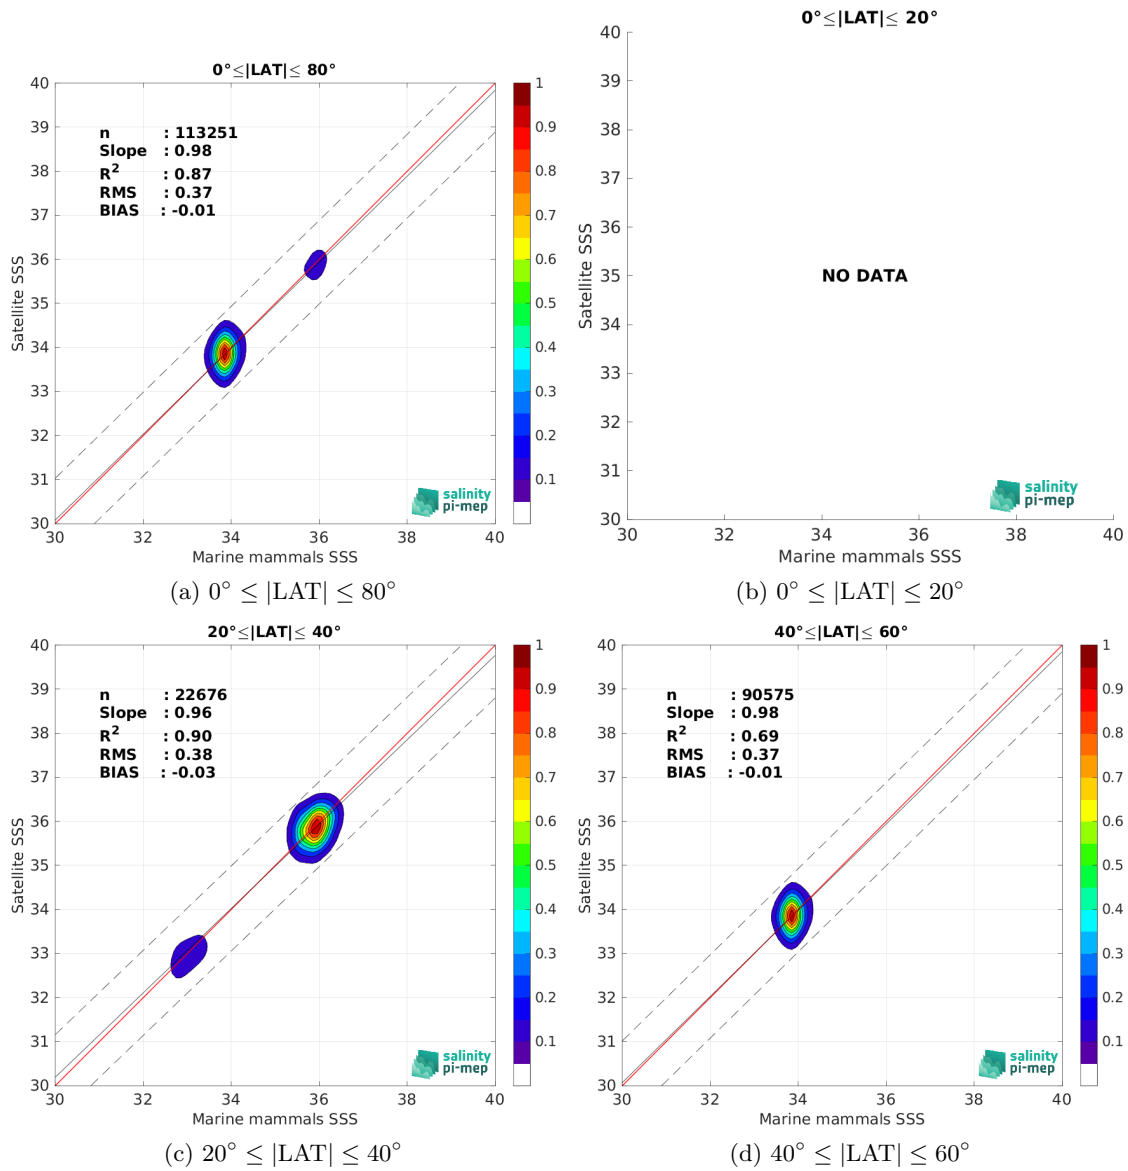 0°≤|LAT|≤ 80°
40
39
38
37
36
35
34
33
32
31
30
Satellite SSS
n : 113251
Slope : 0.98
R² : 0.87
RMS : 0.37
BIAS : -0.01
salinity
pi-mep
30 32 34 36 38 40
Marine mammals SSS
1
0.9
0.8
0.7
0.6
0.5
0.4
0.3
0.2
0.1
(a) 0° ≤ |LAT| ≤ 80°
0°≤|LAT|≤ 20°
40
39
38
37
36
35
34
33
32
31
30
Satellite SSS
NO DATA
salinity
pi-mep
30 32 34 36 38 40
Marine mammals SSS
(b) 0° ≤ |LAT| ≤ 20°
20°≤|LAT|≤ 40°
40
39
38
37
36
35
34
33
32
31
30
Satellite SSS
n : 22676
Slope : 0.96
R² : 0.90
RMS : 0.38
BIAS : -0.03
salinity
pi-mep
30 32 34 36 38 40
Marine mammals SSS
1
0.9
0.8
0.7
0.6
0.5
0.4
0.3
0.2
0.1
(c) 20° ≤ |LAT| ≤ 40°
40°≤|LAT|≤ 60°
40
39
38
37
36
35
34
33
32
31
30
Satellite SSS
n : 90575
Slope : 0.98
R² : 0.69
RMS : 0.37
BIAS : -0.01
salinity
pi-mep
30 32 34 36 38 40
Marine mammals SSS
1
0.9
0.8
0.7
0.6
0.5
0.4
0.3
0.2
0.1
(d) 40° ≤ |LAT| ≤ 60°